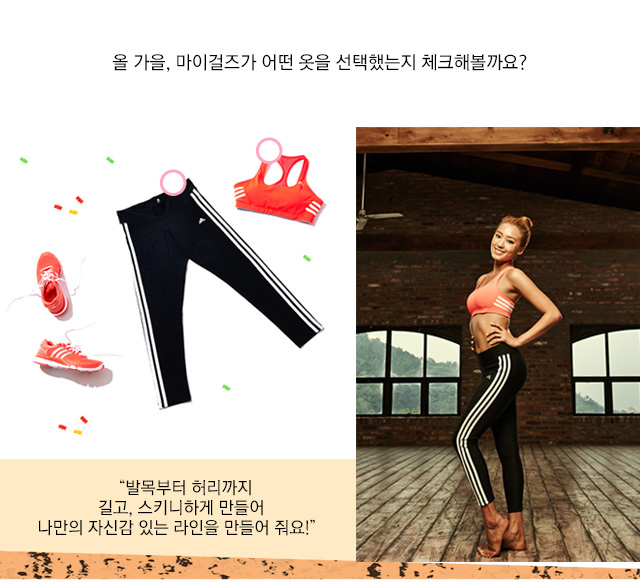 올 가을, 마이걸즈가 어떤 옷을 선택했는지 체크해볼까요?
“발목부터 허리까지
길고, 스키니하게 만들어
나만의 자신감 있는 라인을 만들어 줘요!”